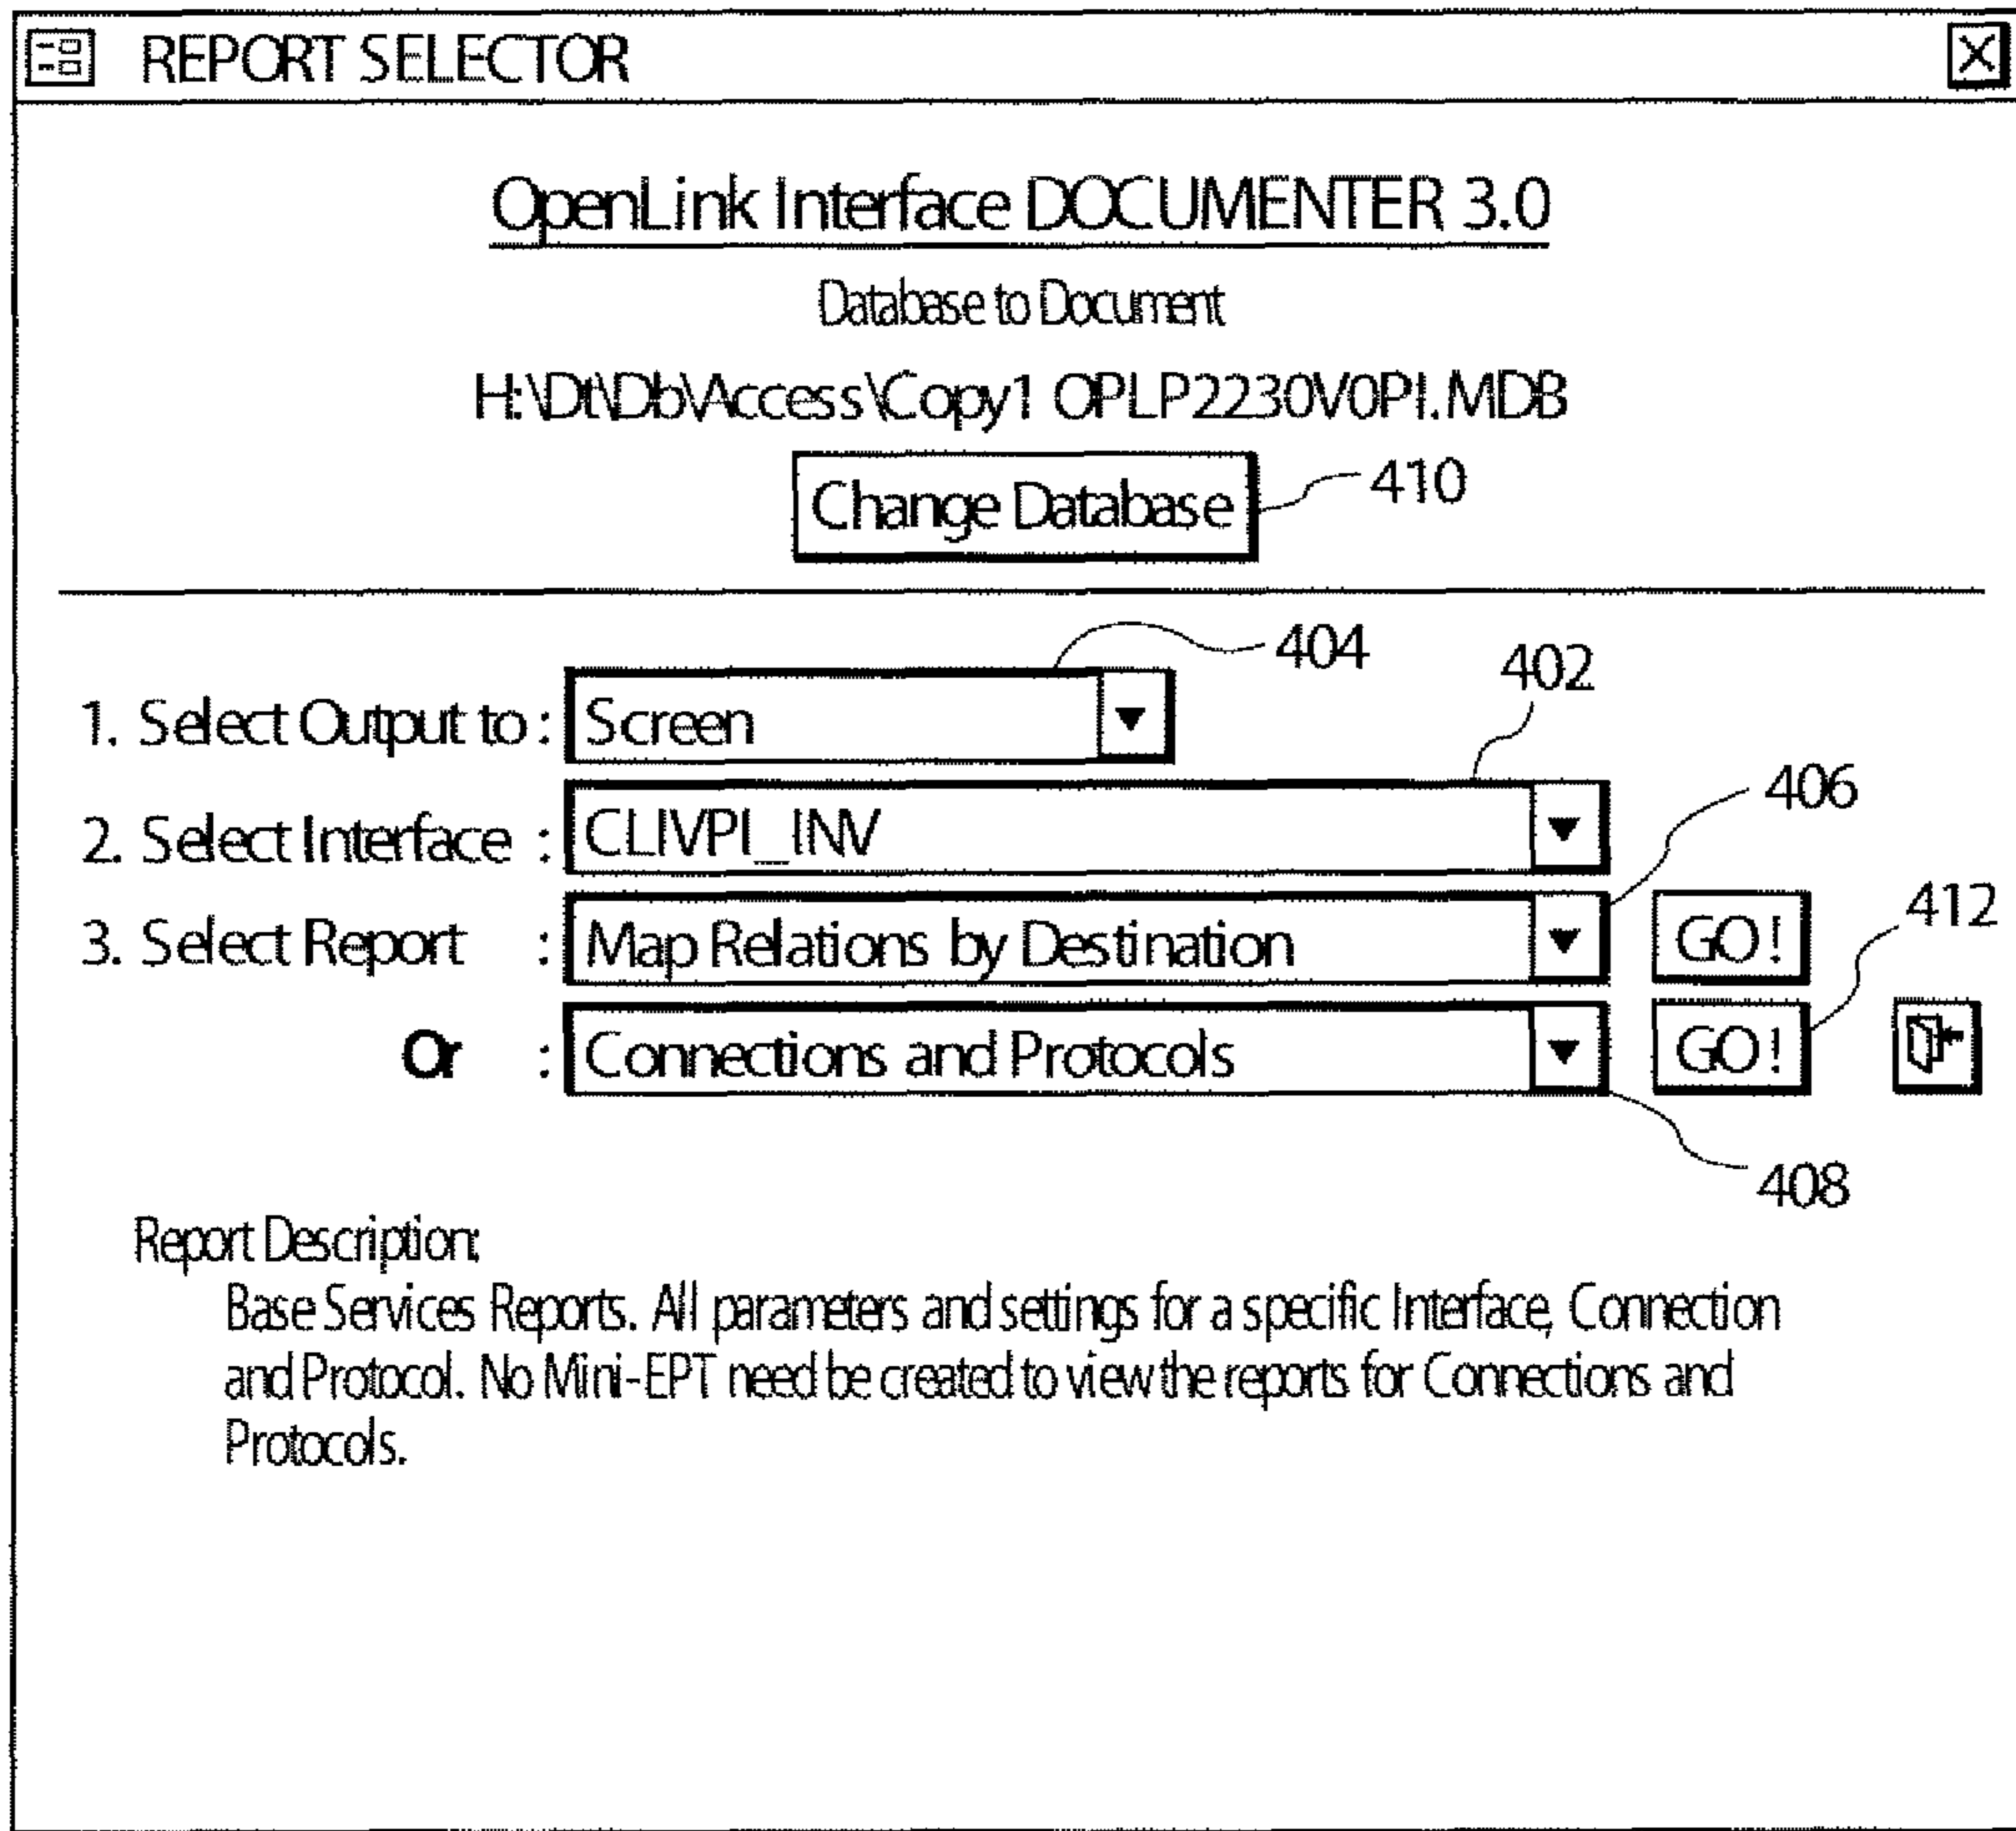 REPORT SELECTOR
OpenLink Interface DOCUMENTER 3.0
Database to Document
H:\Dt\Db\Access\Copy1 OPLP2230V0PI.MDB
Change Database
410
404
402
1. Select Output to : Screen
2. Select Interface : CLIVPI_INV
406
3. Select Report : Map Relations by Destination GO!
412
Or : Connections and Protocols GO!
408
Report Description:
Base Services Reports. All parameters and settings for a specific Interface, Connection
and Protocol. No Mini-EPT need be created to view the reports for Connections and
Protocols.